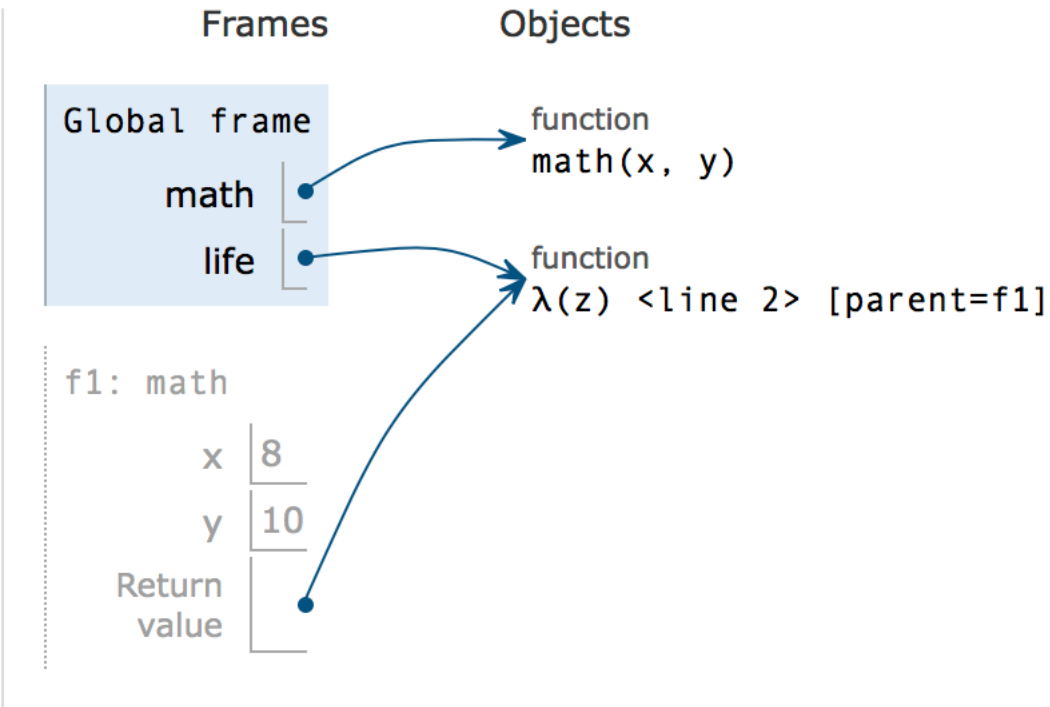 Frames Objects
Global frame
math
life
function
math(x, y)
function
λ(z) <line 2> [parent=f1]
f1: math
x 8
y 10
Return
value